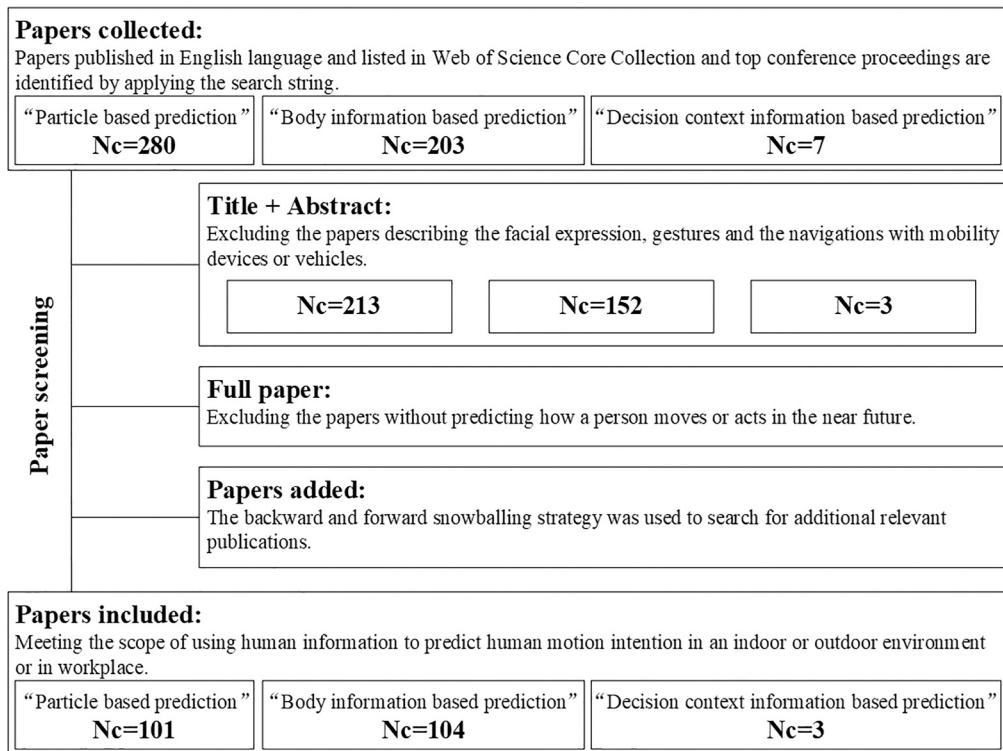 Papers collected:
Papers published in English language and listed in Web of Science Core Collection and top conference proceedings are
identified by applying the search string.
“Particle based prediction”
Nc=280
“Body information based prediction”
Nc=203
“Decision context information based prediction”
Nc=7
Paper screening
Title + Abstract:
Excluding the papers describing the facial expression, gestures and the navigations with mobility
devices or vehicles.
Nc=213
Nc=152
Nc=3
Full paper:
Excluding the papers without predicting how a person moves or acts in the near future.
Papers added:
The backward and forward snowballing strategy was used to search for additional relevant
publications.
Papers included:
Meeting the scope of using human information to predict human motion intention in an indoor or outdoor environment
or in workplace.
“Particle based prediction”
Nc=101
“Body information based prediction”
Nc=104
“Decision context information based prediction”
Nc=3